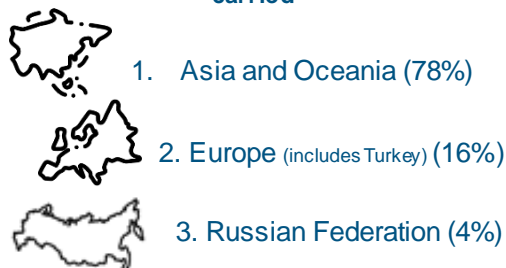 1. Asia and Oceania (78%)
2. Europe (includes Turkey) (16%)
3. Russian Federation (4%)